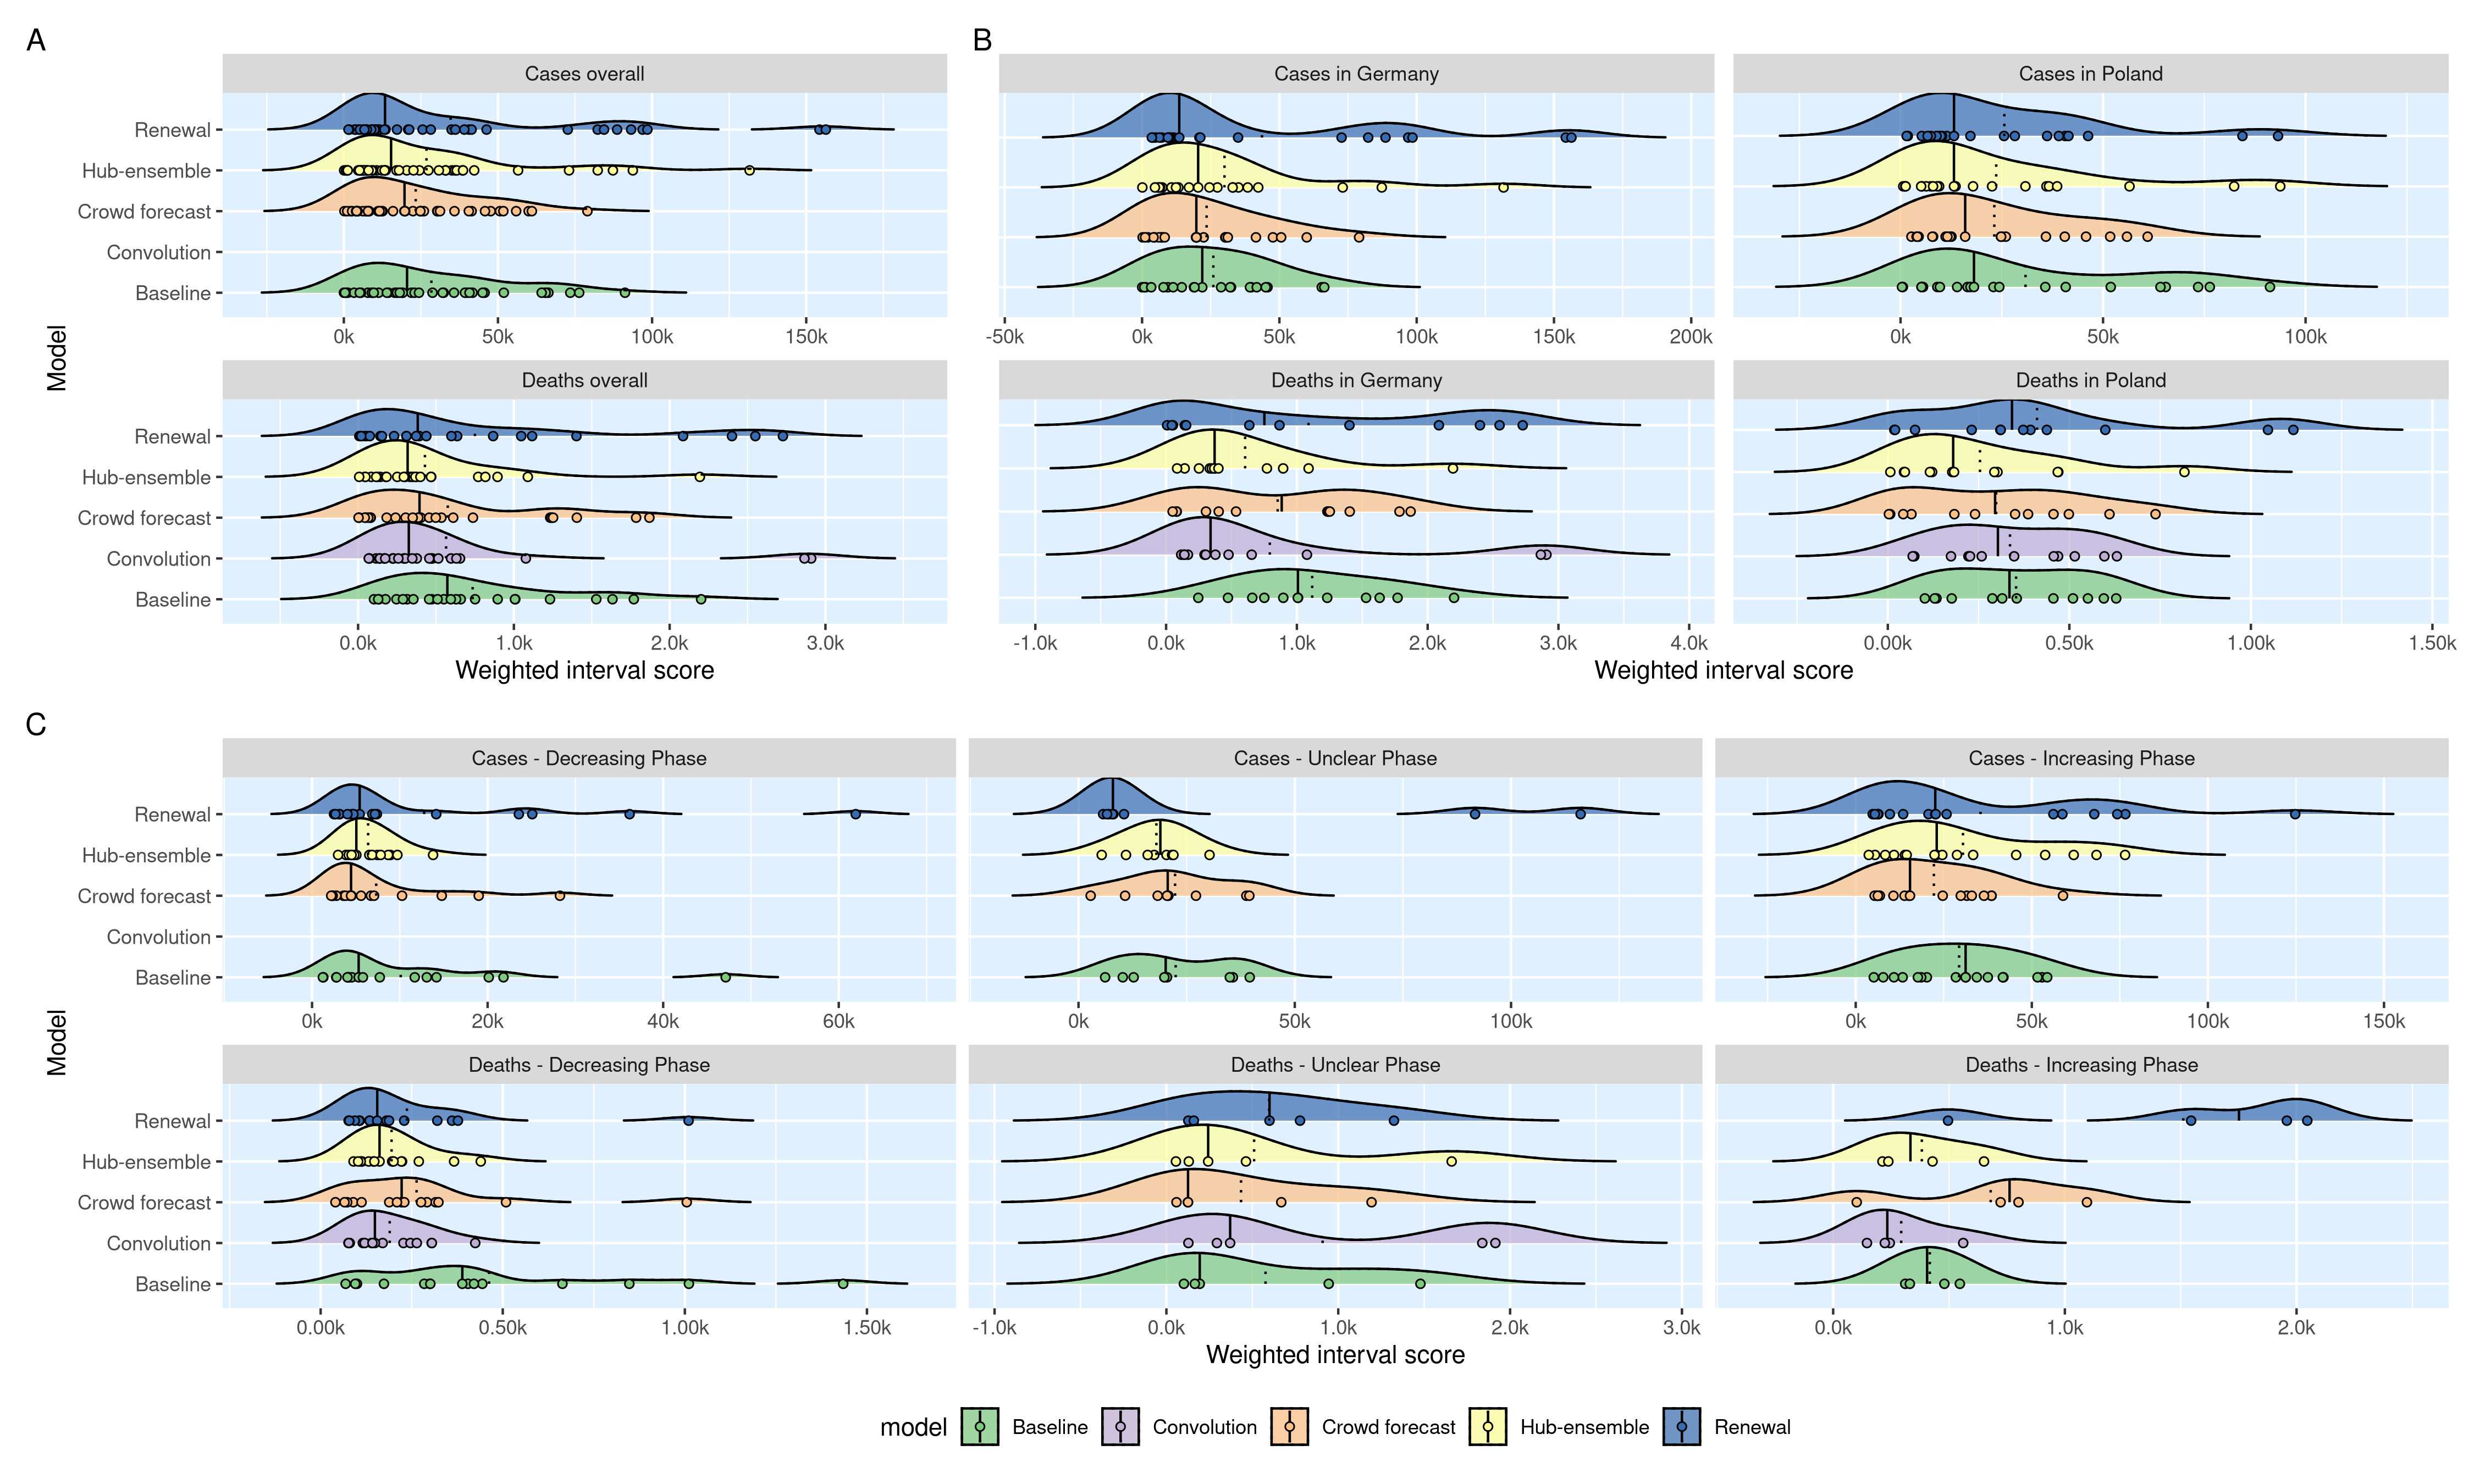 A
B
Cases overall
Cases in Germany
Cases in Poland
Renewal
Hub-ensemble
Crowd forecast
Convolution
Baseline
0k 50k 100k 150k
-50k 0k 50k 100k 150k 200k
0k 50k 100k
Model
Deaths overall
Deaths in Germany
Deaths in Poland
Renewal
Hub-ensemble
Crowd forecast
Convolution
Baseline
0.0k 1.0k 2.0k 3.0k
-1.0k 0.0k 1.0k 2.0k 3.0k 4.0k
0.00k 0.50k 1.00k 1.50k
Weighted interval score
Weighted interval score
C
Cases - Decreasing Phase
Cases - Unclear Phase
Cases - Increasing Phase
Renewal
Hub-ensemble
Crowd forecast
Convolution
Baseline
0k 20k 40k 60k
0k 50k 100k
0k 50k 100k 150k
Model
Deaths - Decreasing Phase
Deaths - Unclear Phase
Deaths - Increasing Phase
Renewal
Hub-ensemble
Crowd forecast
Convolution
Baseline
0.00k 0.50k 1.00k 1.50k
-1.0k 0.0k 1.0k 2.0k 3.0k
0.0k 1.0k 2.0k
Weighted interval score
model Baseline Convolution Crowd forecast Hub-ensemble Renewal